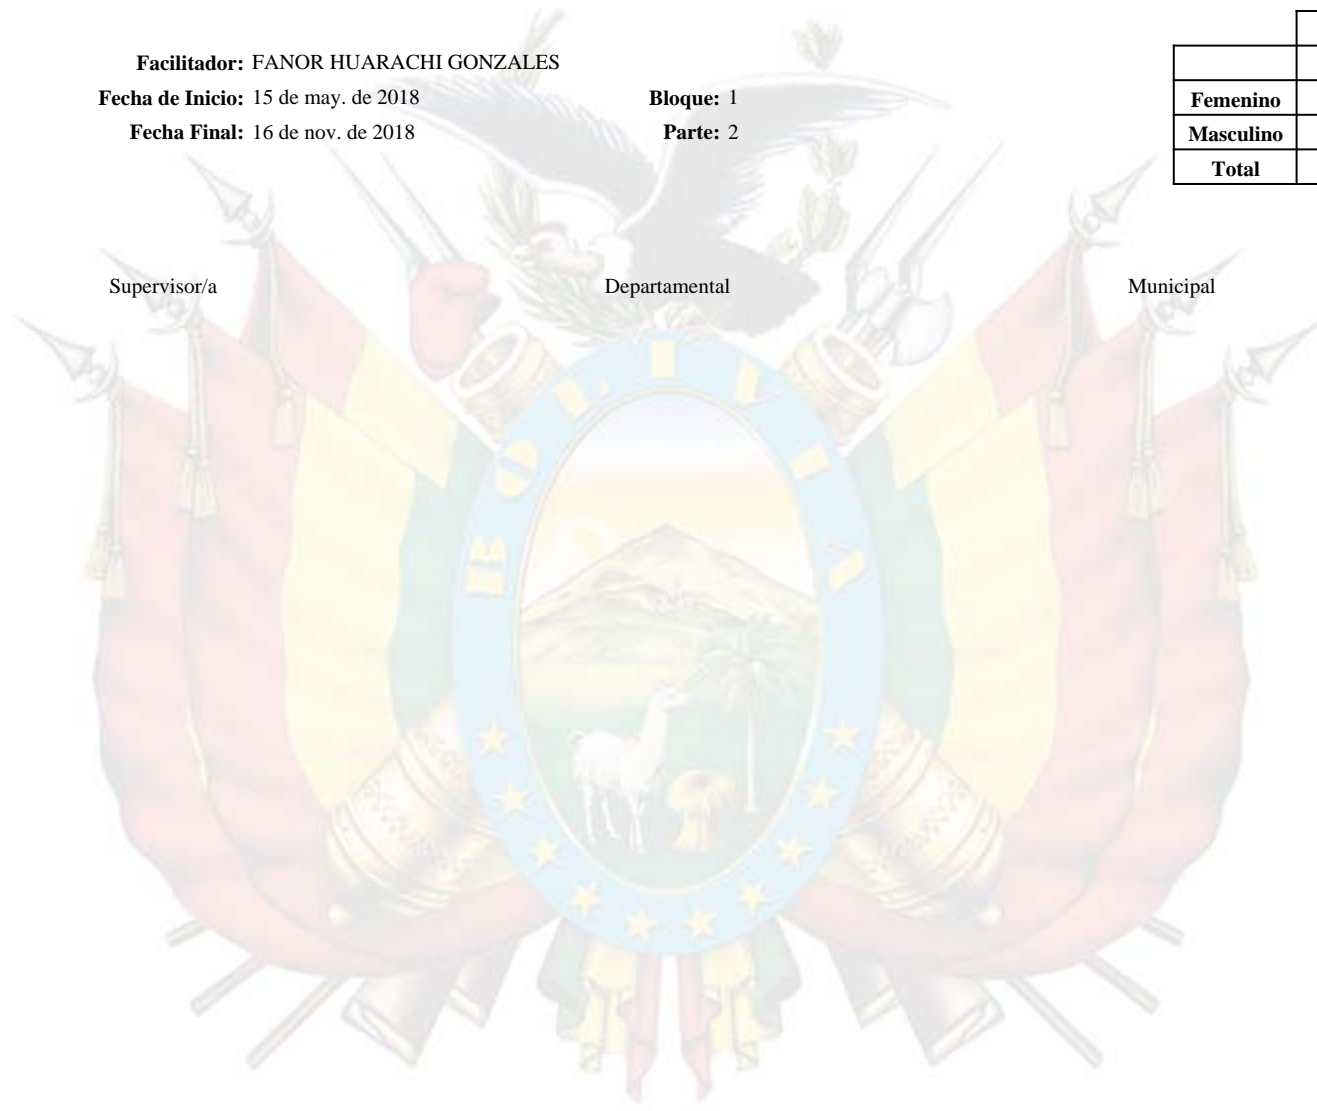 Facilitador: FANOR HUARACHI GONZALES
Fecha de Inicio: 15 de may. de 2018 Bloque: 1
Fecha Final: 16 de nov. de 2018 Parte: 2
Femenino
Masculino
Total
Supervisor/a Departamental Municipal
BOLIVIA